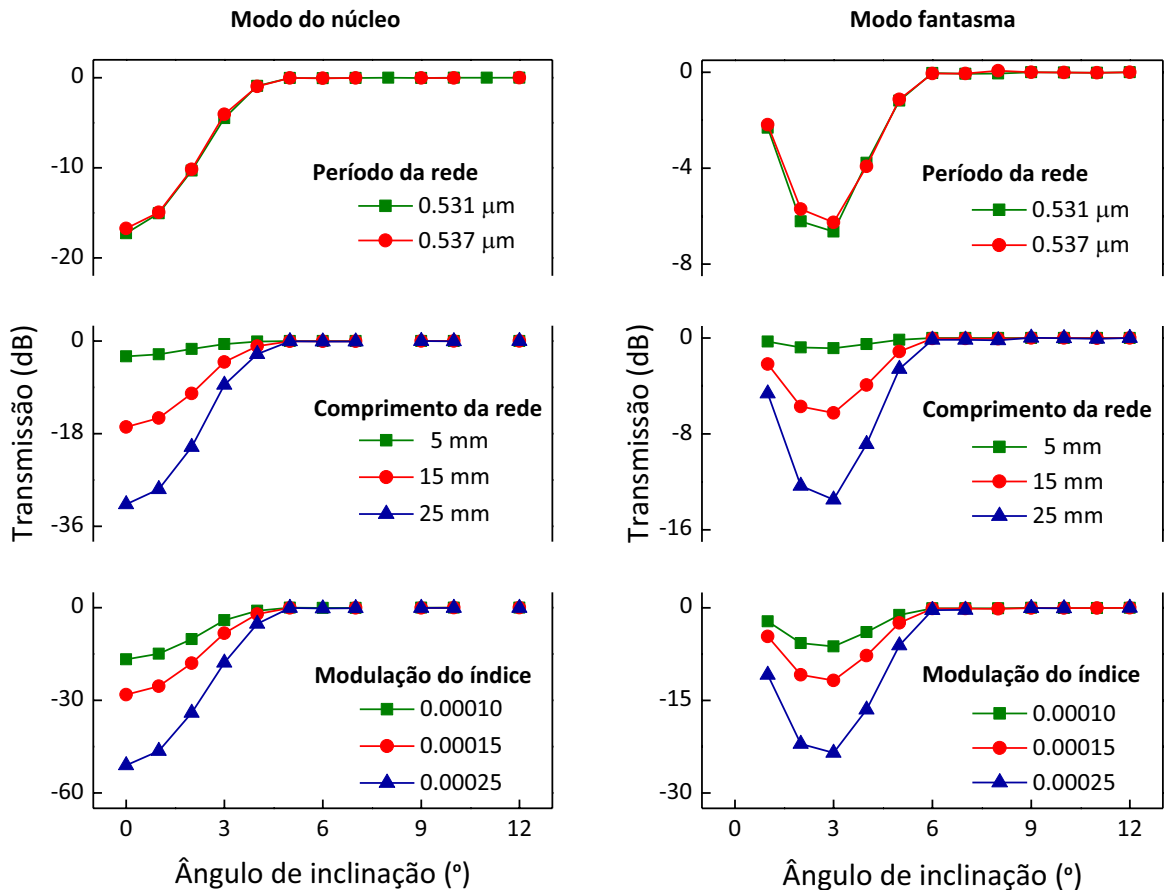 Modo do núcleo
Modo fantasma
0
-10
-20
Período da rede
0.531 μm
0.537 μm
0
-4
-8
Período da rede
0.531 μm
0.537 μm
Transmissão (dB)
0
-18
-36
Comprimento da rede
5 mm
15 mm
25 mm
Transmissão (dB)
0
-8
-16
Comprimento da rede
5 mm
15 mm
25 mm
0
-30
-60
Modulação do índice
0.00010
0.00015
0.00025
0 3 6 9 12
Ângulo de inclinação (º)
0
-15
-30
Modulação do índice
0.00010
0.00015
0.00025
0 3 6 9 12
Ângulo de inclinação (º)